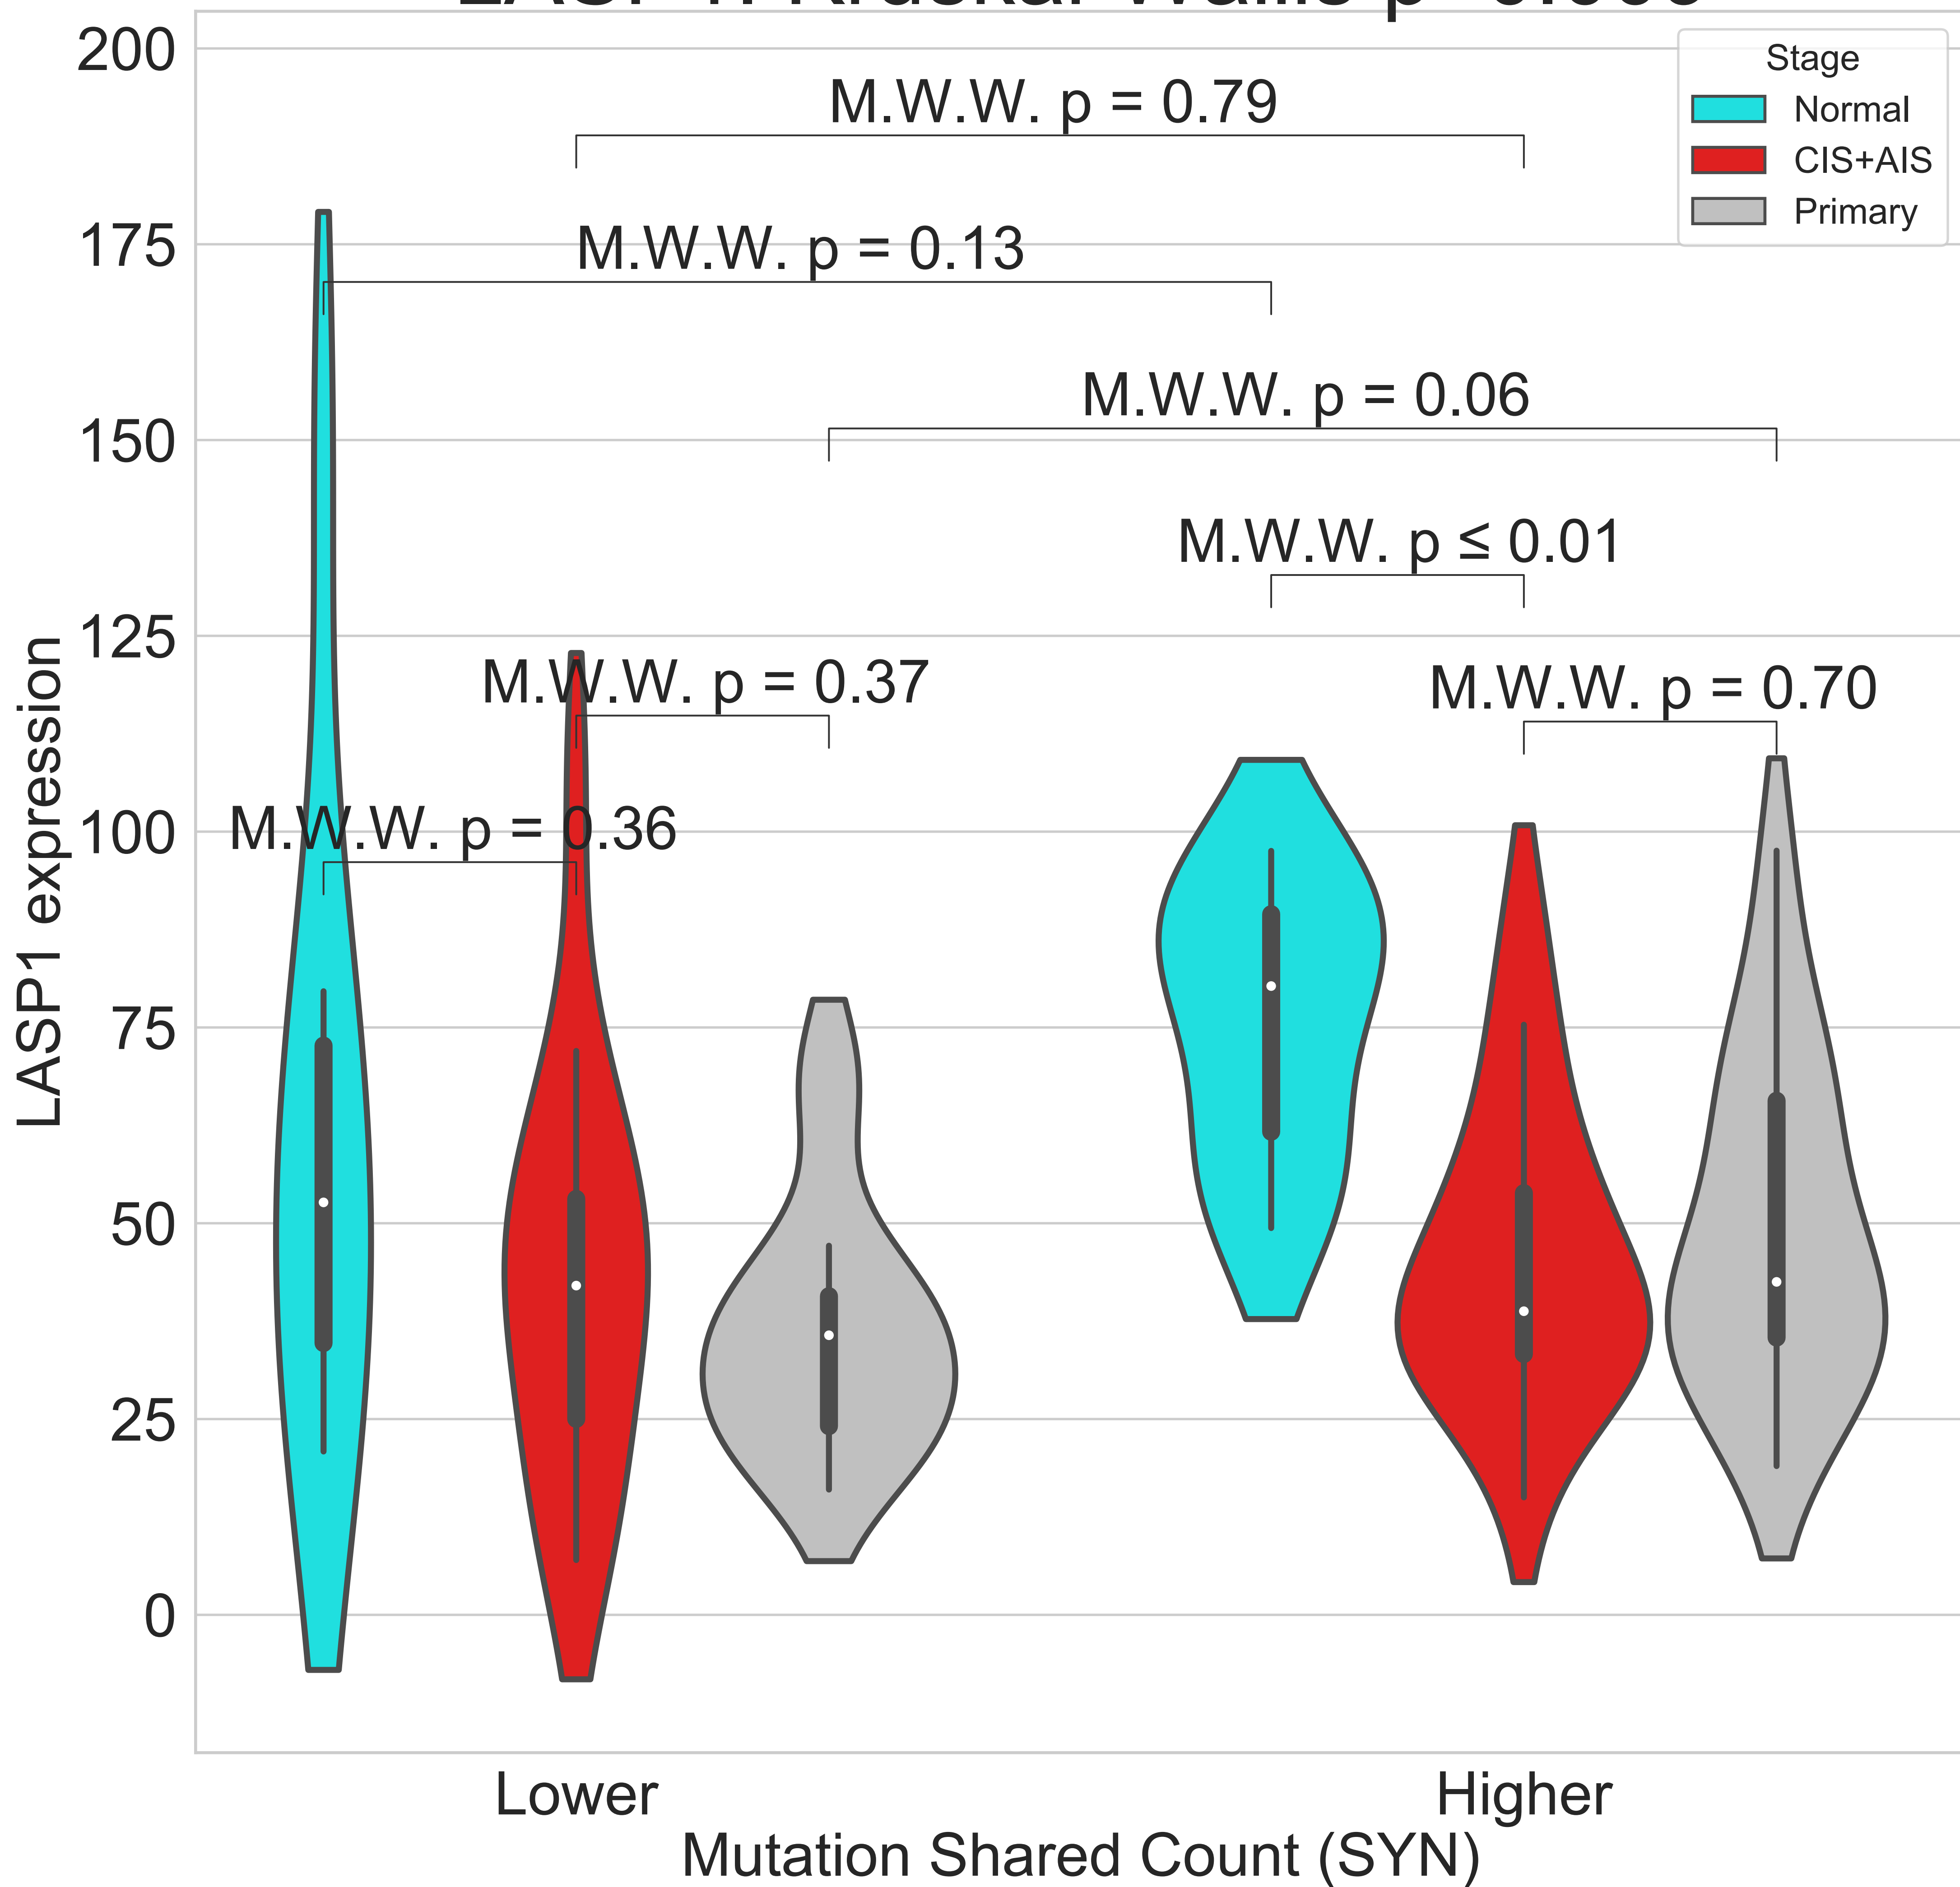 200
175
150
125
100
75
50
25
0
LASP1 expression
M.W.W. p = 0.79
M.W.W. p = 0.13
M.W.W. p = 0.06
M.W.W. p ≤ 0.01
M.W.W. p = 0.37
M.W.W. p = 0.70
M.W.W. p = 0.36
Stage
Normal
CIS+AIS
Primary
Lower
Higher
Mutation Shared Count (SYN)